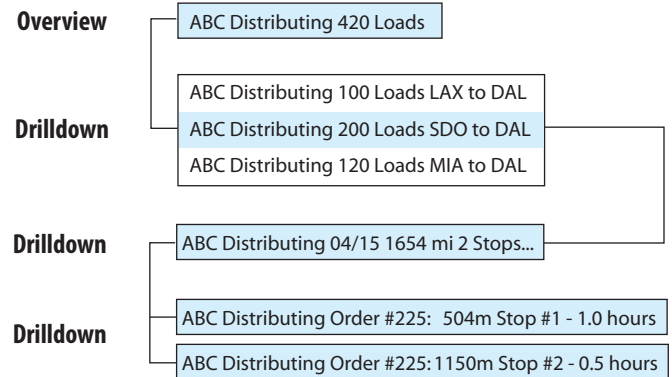 Overview
ABC Distributing 420 Loads
ABC Distributing 100 Loads LAX to DAL
Drilldown
ABC Distributing 200 Loads SDO to DAL
ABC Distributing 120 Loads MIA to DAL
Drilldown
ABC Distributing 04/15 1654 mi 2 Stops...
Drilldown
ABC Distributing Order #225: 504m Stop #1 - 1.0 hours
ABC Distributing Order #225: 1150m Stop #2 - 0.5 hours